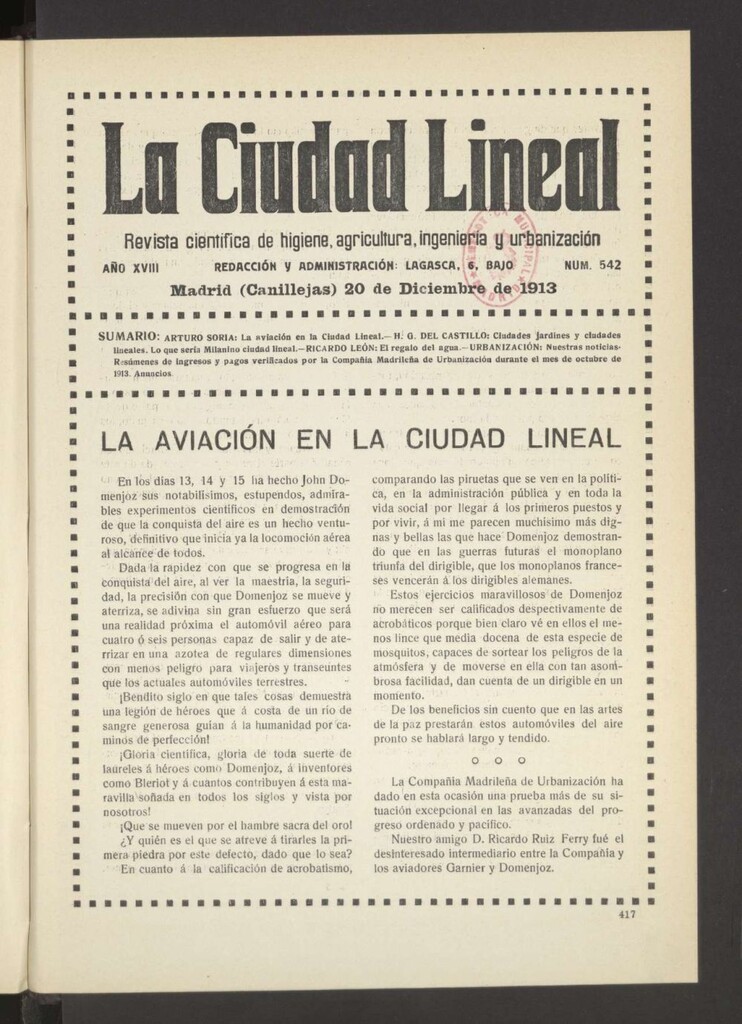 La Ciudad Lineal
Revista científica de higiene, agricultura, ingeniería y urbanización
AÑO XVIII REDACCIÓN Y ADMINISTRACIÓN: LAGASCA, 6, BAJO NUM. 542
Madrid (Canillejas) 20 de Diciembre de 1913
SUMARIO: ARTURO SORIA: La aviación en la Ciudad Lineal.—H. G. DEL CASTILLO: Ciudades jardines y ciudades
lineales. Lo que sería Milanino ciudad lineal.—RICARDO LEÓN: El regalo del agua.—URBANIZACIÓN: Nuestras noticias-
Resúmenes de ingresos y pagos verificados por la Compañia Madrileña de Urbanización durante el mes de octubre de
1913. Anuncios.
LA AVIACIÓN EN LA CIUDAD LINEAL
En los días 13, 14 y 15 ha hecho John Do-
menjoz sus notabilísimos, estupendos, admira-
bles experimentos científicos en demostración
de que la conquista del aire es un hecho ventu-
roso, definitivo que inicia ya la locomoción aérea
al alcance de todos.
Dada la rapidez con que se progresa en la
conquista del aire, al ver la maestria, la seguri-
dad, la precisión con que Domenjoz se mueve y
aterriza, se adivina sin gran esfuerzo que será
una realidad próxima el automóvil aéreo para
cuatro ó seis personas capaz de salir y de ate-
rrizar en una azotea de regulares dimensiones
con menos peligro para viajeros y transeuntes
que los actuales automóviles terrestres.
¡Bendito siglo en que tales cosas demuestra
una legión de héroes que á costa de un rio de
sangre generosa guian á la humanidad por ca-
minos de perfección!
¡Gloria científica, gloria de toda suerte de
laureles á héroes como Domenjoz, á inventores
como Bleriot y á cuantos contribuyen á esta ma-
ravilla soñada en todos los siglos y vista por
nosotros!
¡Que se mueven por el hambre sacra del oro!
¿Y quién es el que se atreve á tirarles la pri-
mera piedra por este defecto, dado que lo sea?
En cuanto á la calificación de acrobatismo,
comparando las piruetas que se ven en la politi-
ca, en la administración pública y en toda la
vida social por llegar á los primeros puestos y
por vivir, á mi me parecen muchísimo más dig-
nas y bellas las que hace Domenjoz demostran-
do que en las guerras futuras el monoplano
triunfa del dirigible, que los monoplanos france-
ses vencerán á los dirigibles alemanes.
Estos ejercicios maravillosos de Domenjoz
no merecen ser calificados despectivamente de
acrobáticos porque bien claro vé en ellos el me-
nos lince que media docena de esta especie de
mosquitos, capaces de sortear los peligros de la
atmósfera y de moverse en ella con tan asom-
brosa facilidad, dan cuenta de un dirigible en un
momento.
De los beneficios sin cuento que en las artes
de la paz prestarán estos automóviles del aire
pronto se hablará largo y tendido.
o o o
La Compañia Madrileña de Urbanización ha
dado en esta ocasión una prueba más de su si-
tuación excepcional en las avanzadas del pro-
greso ordenado y pacifico.
Nuestro amigo D. Ricardo Ruiz Ferry fué el
desinteresado intermediario entre la Compañia y
los aviadores Garnier y Domenjoz.
417